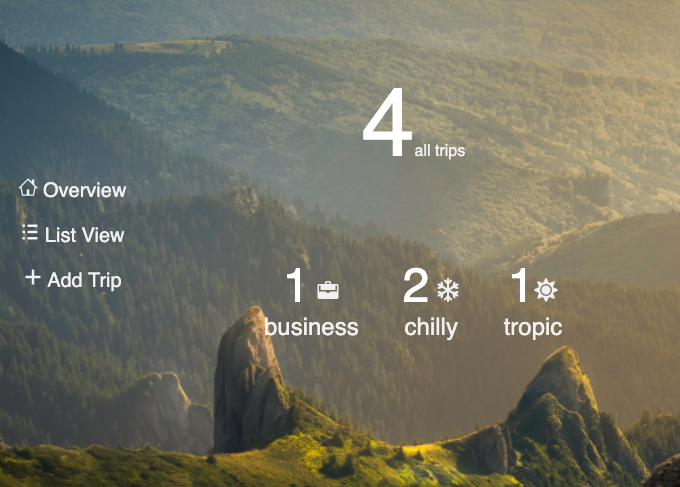 4 all trips
Overview
List View
Add Trip
1 2 1
business chilly tropic